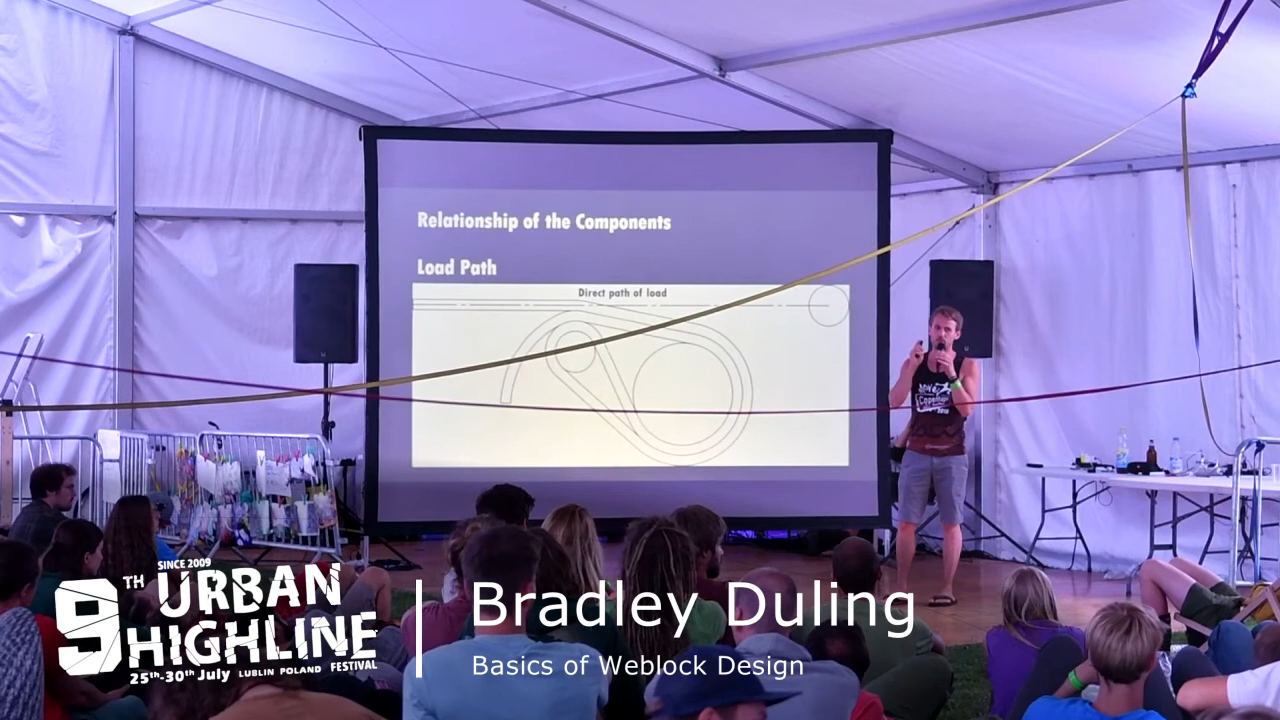 Relationship of the Components
Load Path
Direct path of load
SINCE 2009
9TH URBAN
HIGHLINE
25th-30th July LUBLIN POLAND FESTIVAL
Bradley Duling
Basics of Weblock Design